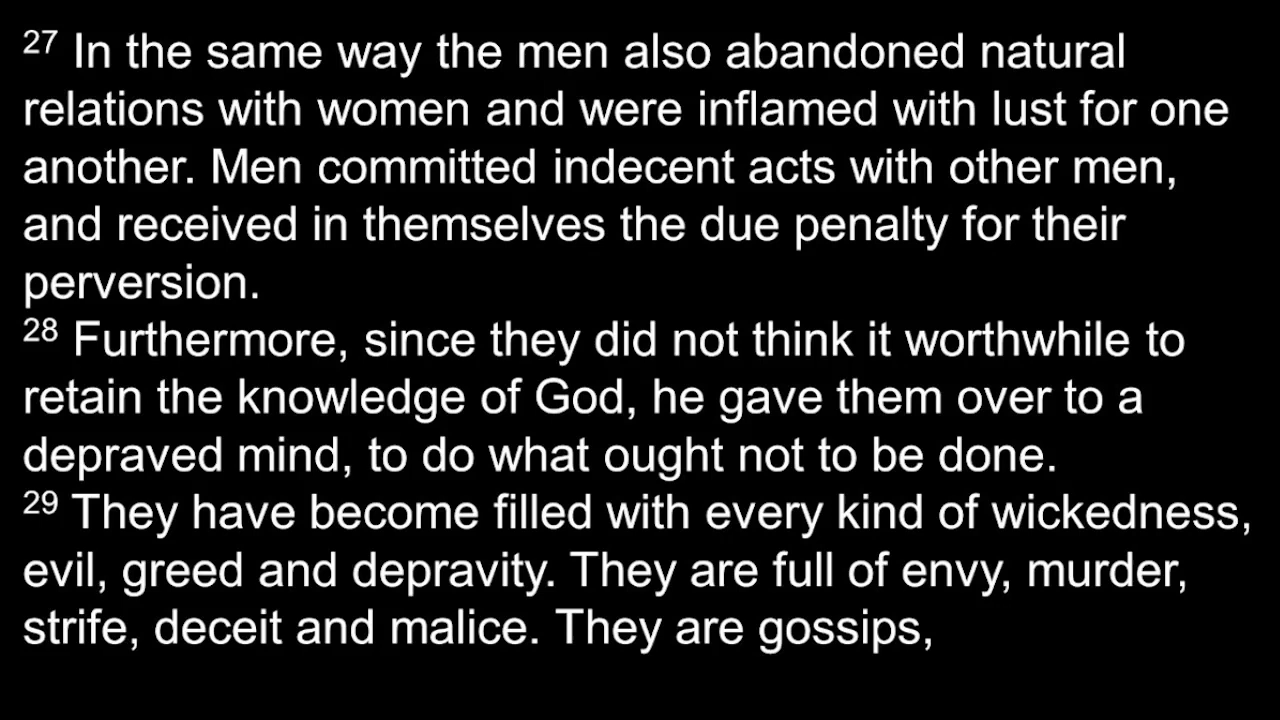 27 In the same way the men also abandoned natural
relations with women and were inflamed with lust for one
another. Men committed indecent acts with other men,
and received in themselves the due penalty for their
perversion.
28 Furthermore, since they did not think it worthwhile to
retain the knowledge of God, he gave them over to a
depraved mind, to do what ought not to be done.
29 They have become filled with every kind of wickedness,
evil, greed and depravity. They are full of envy, murder,
strife, deceit and malice. They are gossips,